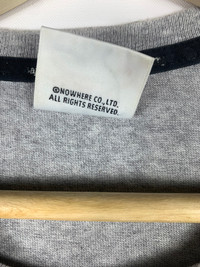 ©NOWHERE CO., LTD.
ALL RIGHTS RESERVED.